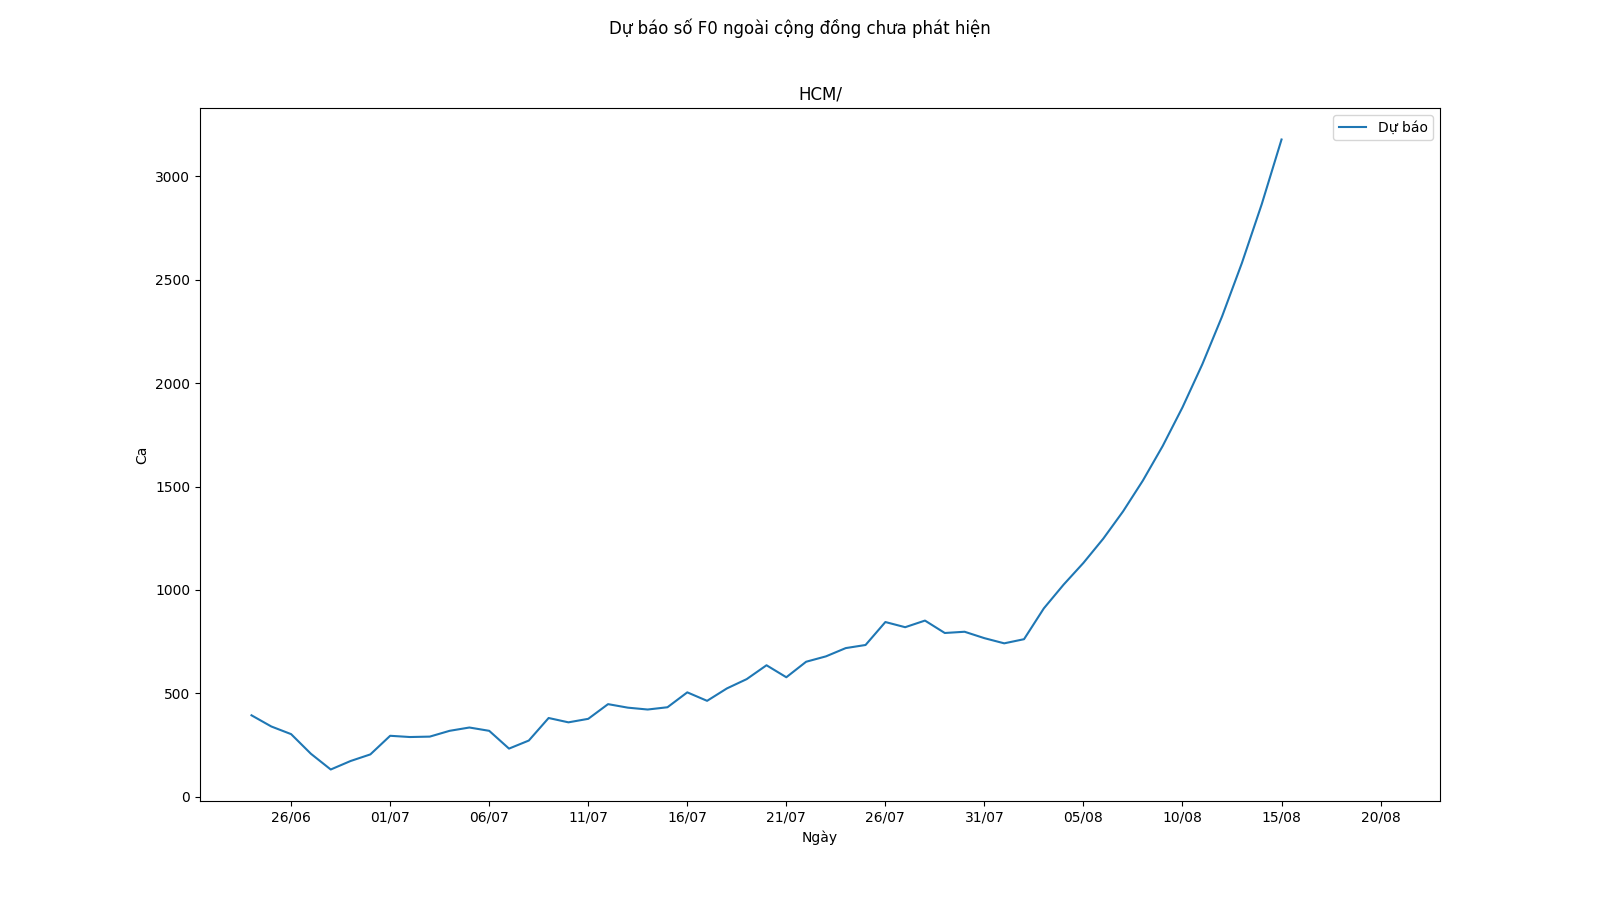 Dự báo số F0 ngoài cộng đồng chưa phát hiện
HCM/
Dự báo
3000
2500
2000
1500
1000
500
0
Ca
26/06 01/07 06/07 11/07 16/07 21/07 26/07 31/07 05/08 10/08 15/08 20/08
Ngày